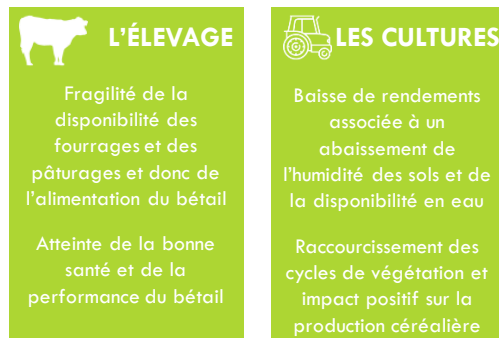 L'ÉLEVAGE
Fragilité de la
disponibilité des
fourrages et des
pâturages et donc de
l'alimentation du bétail
Atteinte de la bonne
santé et de la
performance du bétail
LES CULTURES
Baisse de rendements
associée à un
abaissement de
l'humidité des sols et de
la disponibilité en eau
Raccourcissement des
cycles de végétation et
impact positif sur la
production céréalière